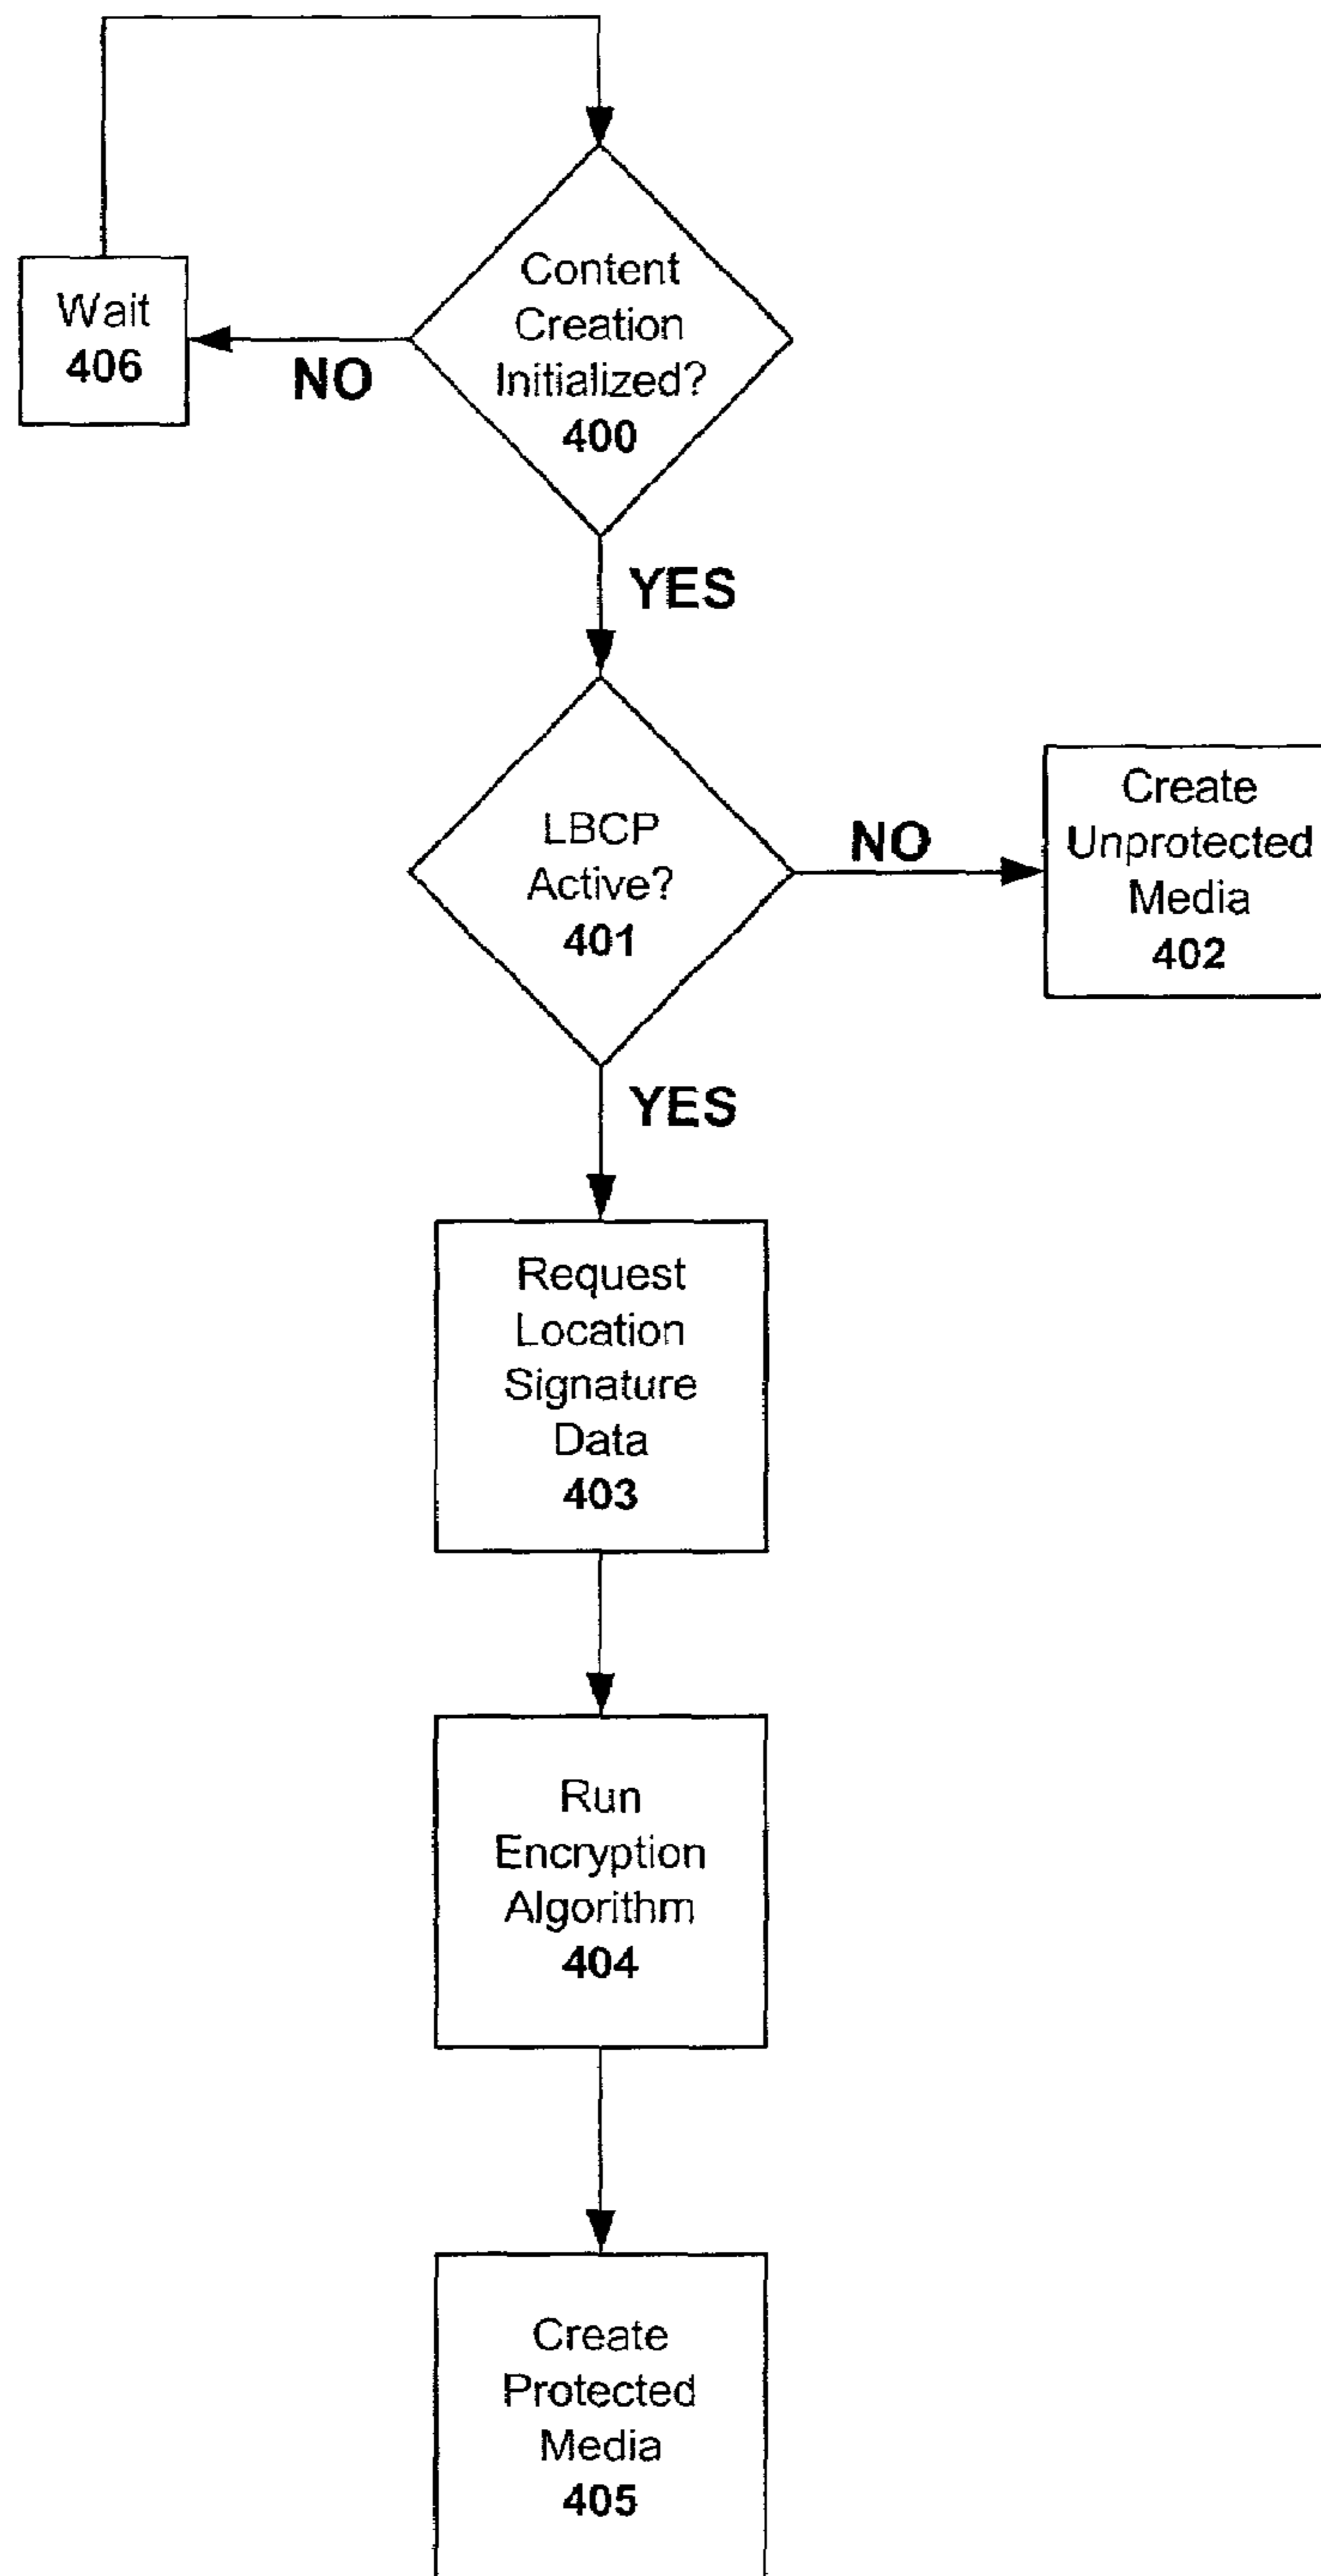 Content
Creation
Initialized?
400
Wait
406
NO
YES
LBCP
Active?
401
NO
Create
Unprotected
Media
402
YES
Request
Location
Signature
Data
403
Run
Encryption
Algorithm
404
Create
Protected
Media
405